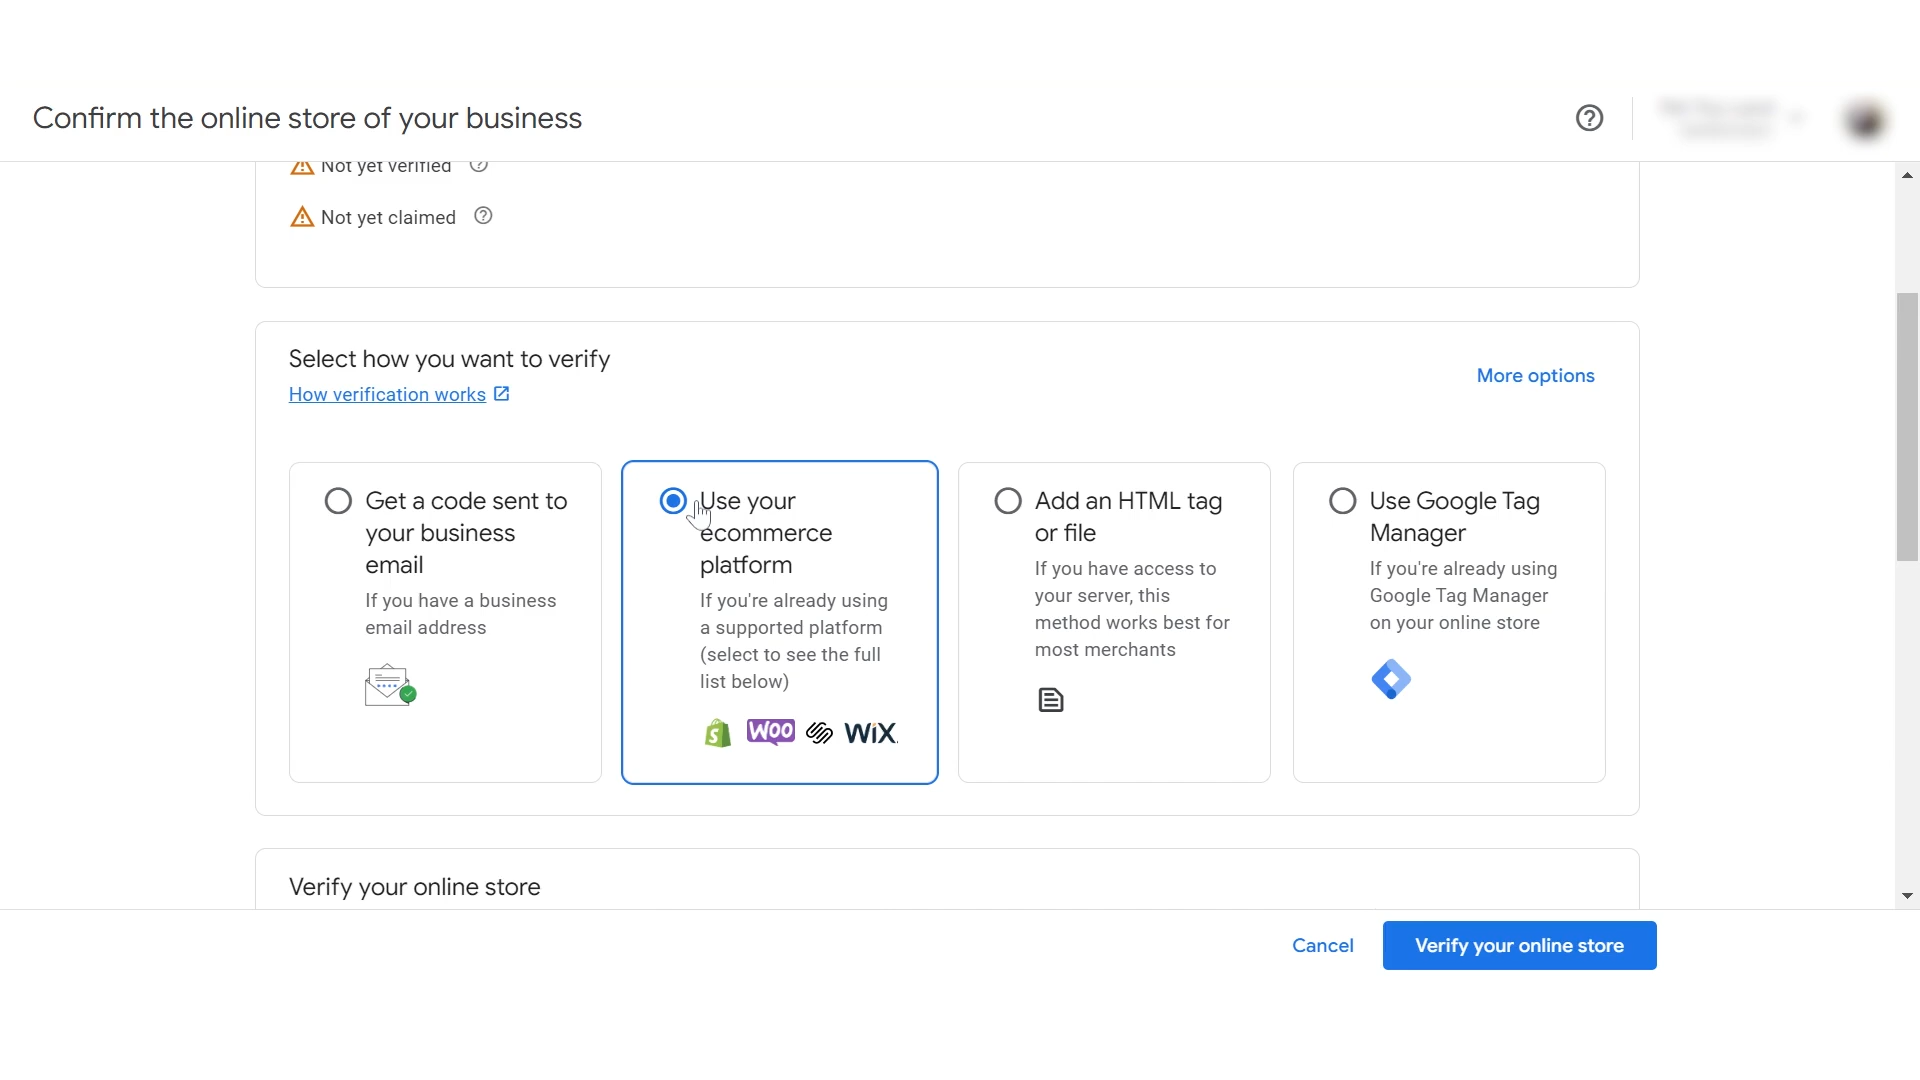 Confirm the online store of your business
Not yet verified
Not yet claimed
Select how you want to verify
How verification works
More options
Get a code sent to
your business
email
If you have a business
email address
Use your
ecommerce
platform
If you're already using
a supported platform
(select to see the full
list below)
WOO WiX
Add an HTML tag
or file
If you have access to
your server, this
method works best for
most merchants
Use Google Tag
Manager
If you're already using
Google Tag Manager
on your online store
Verify your online store
Cancel
Verify your online store